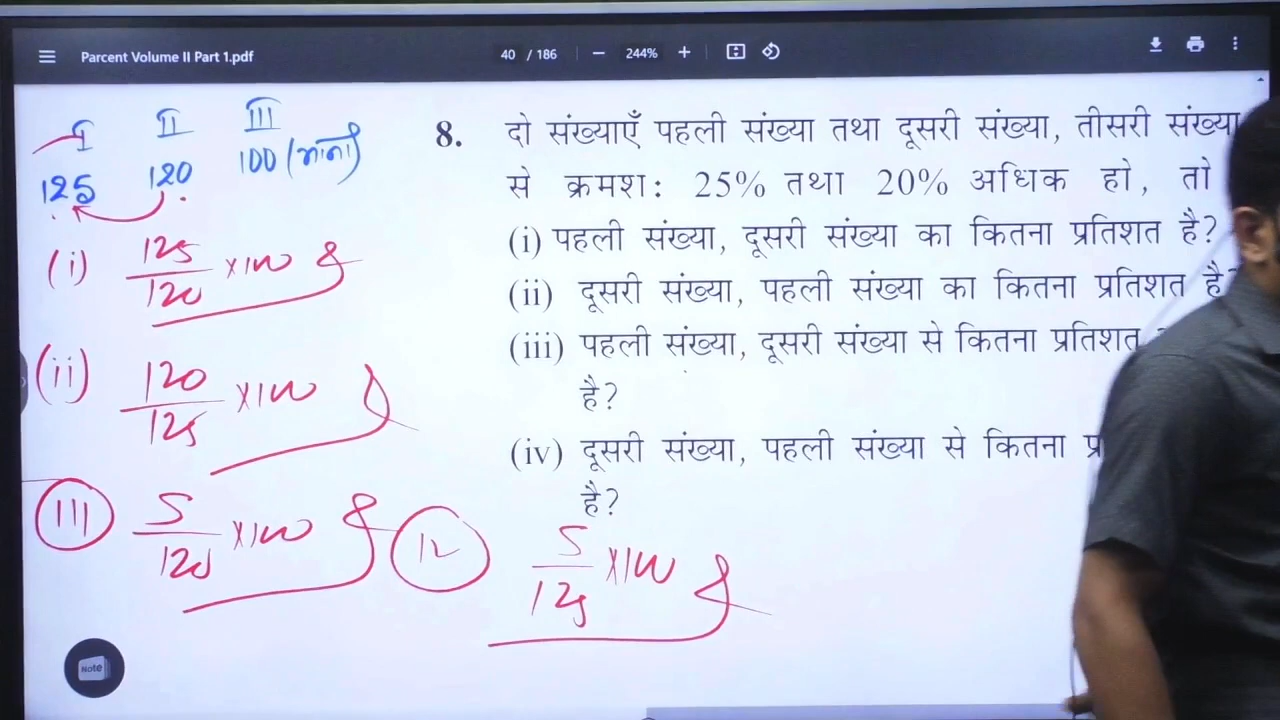 Parcent Volume II Part 1.pdf
40 / 186
244%
I II III
125 120 100 (माना)
(i) 125/120 ×100
(ii) 120/125 ×100
(III) 5/120 ×100
(IV) 5/125 ×100
8. दो संख्याएँ पहली संख्या तथा दूसरी संख्या, तीसरी संख्या
से क्रमश: 25% तथा 20% अधिक हो, तो
(i) पहली संख्या, दूसरी संख्या का कितना प्रतिशत है?
(ii) दूसरी संख्या, पहली संख्या का कितना प्रतिशत है?
(iii) पहली संख्या, दूसरी संख्या से कितना प्रतिशत
है?
(iv) दूसरी संख्या, पहली संख्या से कितना
है?
Note